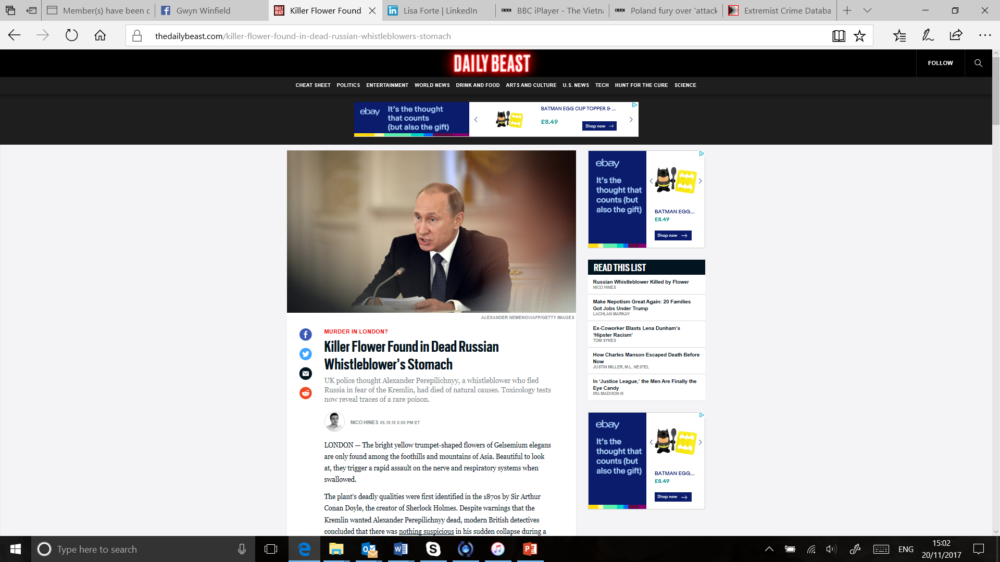 Member(s) have been c
Gwyn Winfield
Killer Flower Found
Lisa Forte | LinkedIn
BBC iPlayer - The Vietna
Poland fury over 'attack
Extremist Crime Databa
thedailybeast.com/killer-flower-found-in-dead-russian-whistleblowers-stomach
DAILY BEAST
FOLLOW
CHEAT SHEET POLITICS ENTERTAINMENT WORLD NEWS DRINK AND FOOD ARTS AND CULTURE U.S. NEWS TECH HUNT FOR THE CURE SCIENCE
ebay
It's the thought
that counts
(but also the gift)
BATMAN EGG CUP TOPPER & ...
£8.49
Shop now
ALEXANDER NEMENOV/AFP/GETTY IMAGES
MURDER IN LONDON?
Killer Flower Found in Dead Russian
Whistleblower's Stomach
UK police thought Alexander Perepilichnyy, a whistleblower who fled
Russia in fear of the Kremlin, had died of natural causes. Toxicology tests
now reveal traces of a rare poison.
NICO HINES 05.19.15 5:00 PM ET
LONDON — The bright yellow trumpet-shaped flowers of Gelsemium elegans
are only found among the foothills and mountains of Asia. Beautiful to look
at, they trigger a rapid assault on the nerve and respiratory systems when
swallowed.
The plant's deadly qualities were first identified in the 1870s by Sir Arthur
Conan Doyle, the creator of Sherlock Holmes. Despite warnings that the
Kremlin wanted Alexander Perepilichnyy dead, modern British detectives
concluded that there was nothing suspicious in his sudden collapse during a
ebay
It's the
thought that
counts (but
also the gift)
BATMAN EGG...
£8.49
Shop now
READ THIS LIST
Russian Whistleblower Killed by Flower
NICO HINES
Make Nepotism Great Again: 20 Families
Got Jobs Under Trump
LACHLAN MARKAY
Ex-Coworker Blasts Lena Dunham's
'Hipster Racism'
TOM SYKES
How Charles Manson Escaped Death Before
Now
JUSTIN MILLER, M.L. NESTEL
In 'Justice League,' the Men Are Finally the
Eye Candy
IRA MADISON III
ebay
It's the
thought that
counts (but
also the gift)
BATMAN EGG...
£8.49
Shop now
Type here to search
ENG
15:02
20/11/2017